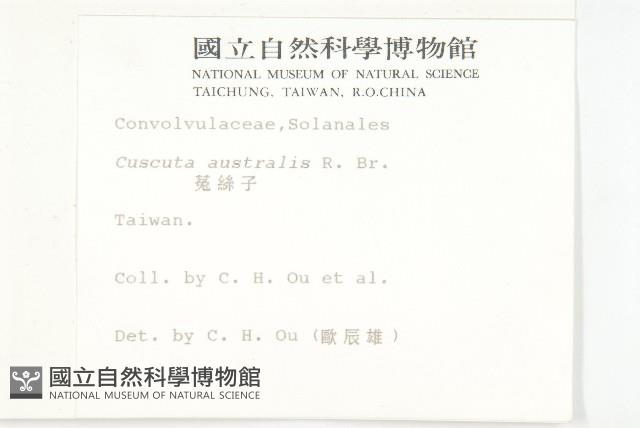 國立自然科學博物館
NATIONAL MUSEUM OF NATURAL SCIENCE
TAICHUNG, TAIWAN, R.O.CHINA
Convolvulaceae,Solanales
Cuscuta australis R. Br.
菟絲子
Taiwan.
Coll. by C. H. Ou et al.
Det. by C. H. Ou (歐辰雄)
國立自然科學博物館
NATIONAL MUSEUM OF NATURAL SCIENCE